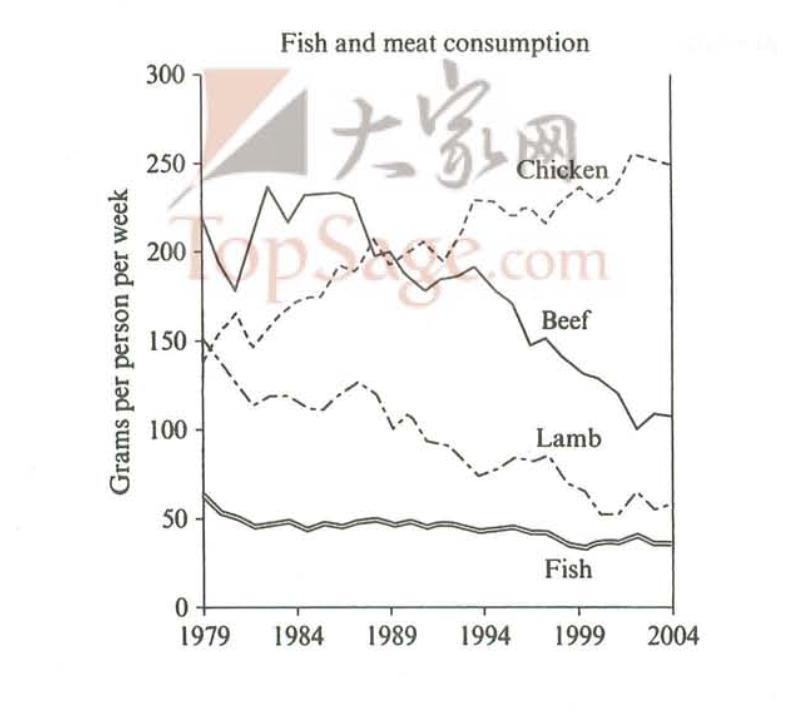 Fish and meat consumption
300
250
200
150
100
50
0
Grams per person per week
大家网
TopSage.com
Chicken
Beef
Lamb
Fish
1979 1984 1989 1994 1999 2004